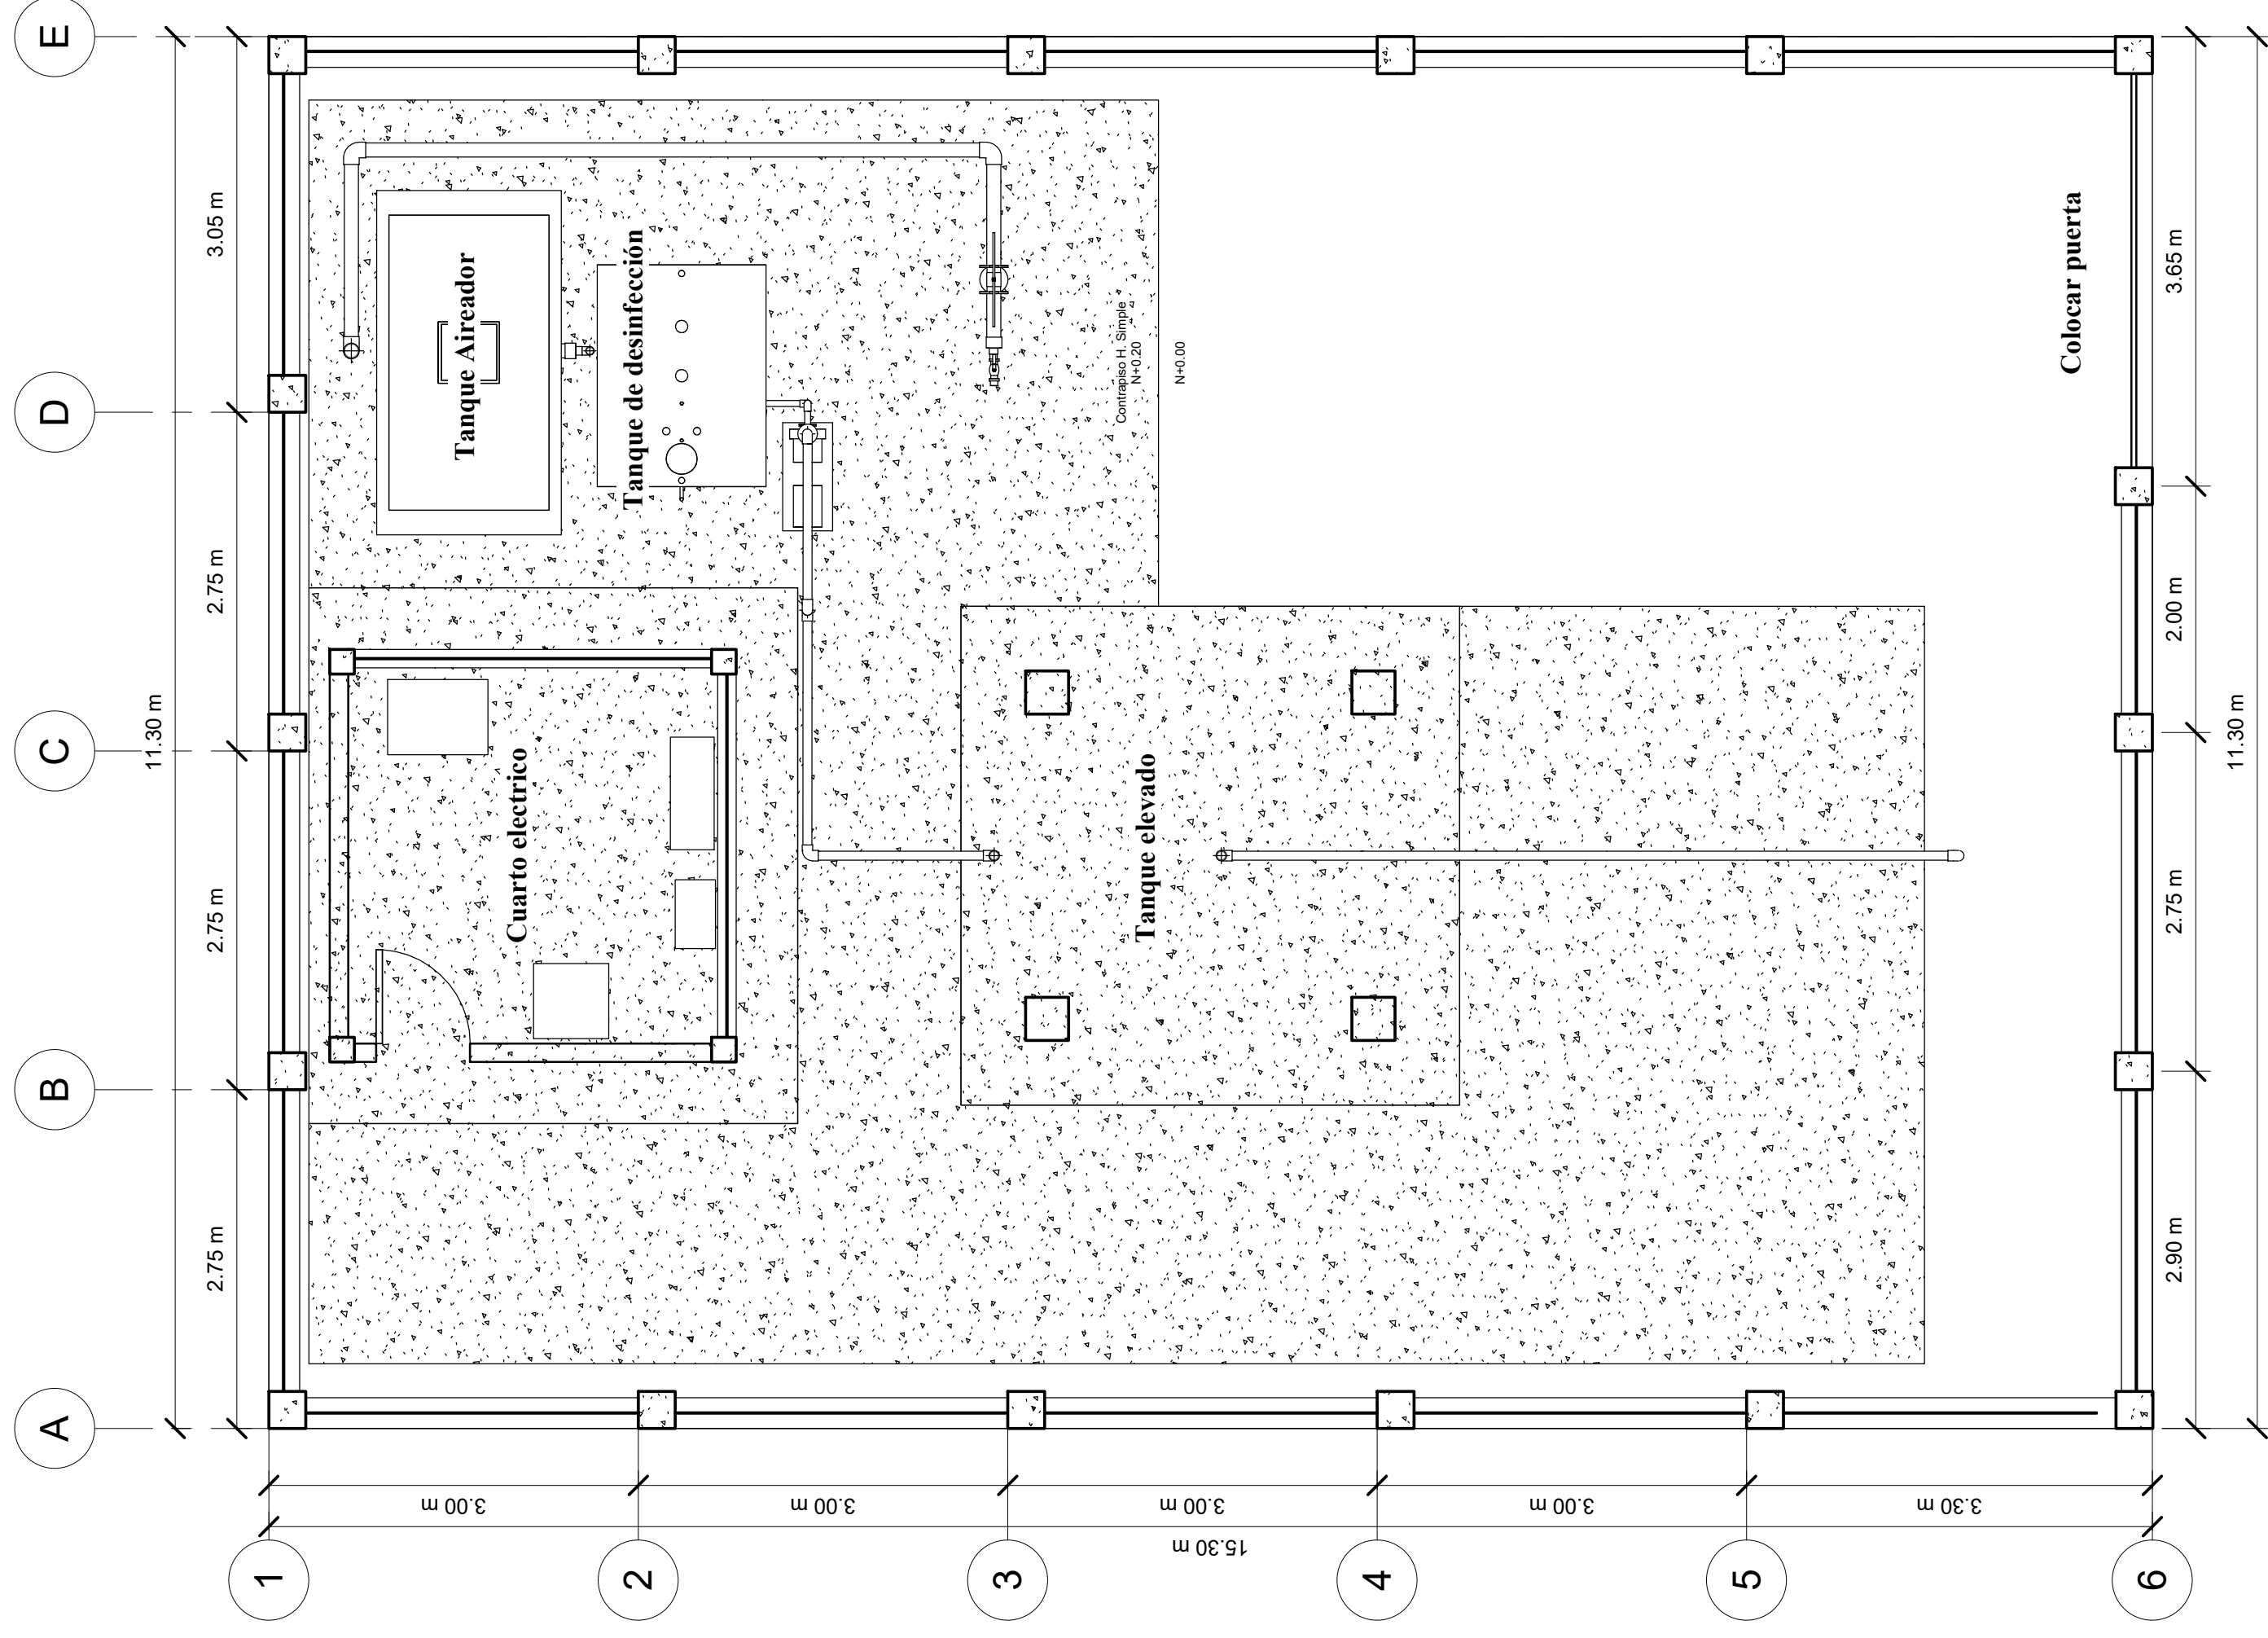 E
D
C
B
A
11.30 m
3.05 m
2.75 m
2.75 m
2.75 m
Tanque Aireador
Tanque de desinfección
Contrapiso H. Simple
N+0.20
N+0.00
Colocar puerta
Cuarto electrico
Tanque elevado
3.65 m
2.00 m
2.75 m
2.90 m
11.30 m
3.00 m
3.00 m
3.00 m
3.00 m
3.30 m
15.30 m
1
2
3
4
5
6